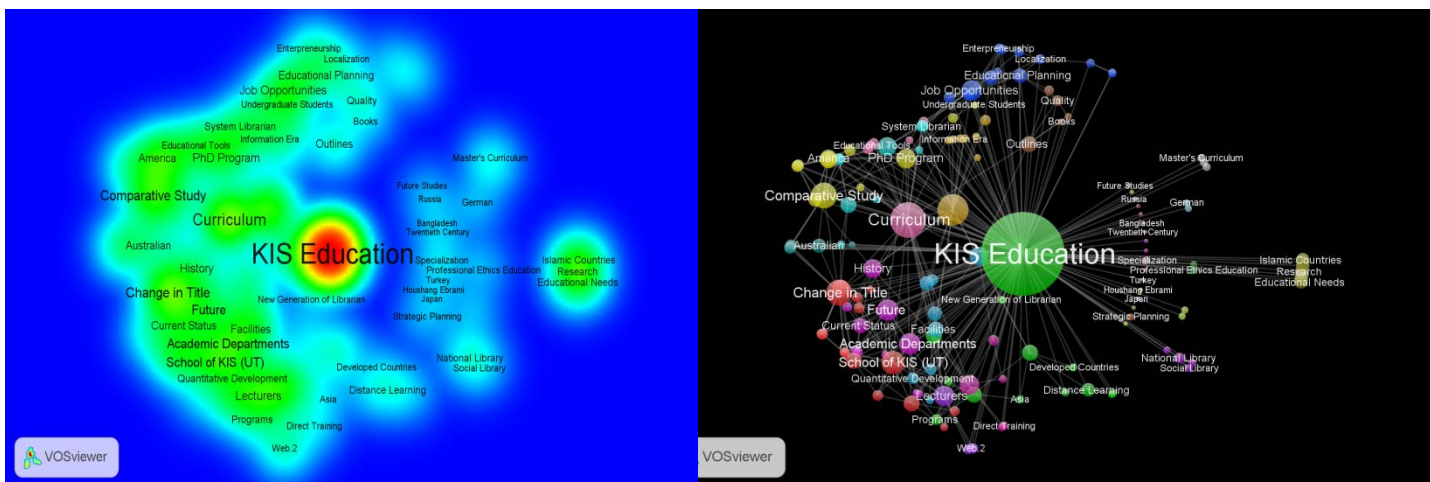 Enterpreneurship
Localization
Educational Planning
Job Opportunities
Undergraduate Students
Quality
Books
System Librarian
Information Era
Outlines
Educational Tools
America
PhD Program
Master's Curriculum
Comparative Study
Future Studies
Russia
German
Curriculum
Bangladesh
Twentieth Century
Australian
KIS Education
History
Specialization
Professional Ethics Education
Turkey
Houshang Ebrami
Japan
Islamic Countries
Research
Educational Needs
Change in Title
New Generation of Librarian
Future
Strategic Planning
Current Status
Facilities
Academic Departments
School of KIS (UT)
National Library
Social Library
Developed Countries
Quantitative Development
Distance Learning
Lecturers
Asia
Programs
Direct Training
Web.2
VOSviewer
Enterpreneurship
Localization
Educational Planning
Job Opportunities
Undergraduate Students
Quality
Books
System Librarian
Information Era
Outlines
Educational Tools
America
PhD Program
Master's Curriculum
Comparative Study
Future Studies
Russia
German
Curriculum
Bangladesh
Twentieth Century
Australian
KIS Education
History
Specialization
Professional Ethics Education
Turkey
Houshang Ebrami
Japan
Islamic Countries
Research
Educational Needs
Change in Title
New Generation of Librarian
Future
Strategic Planning
Current Status
Facilities
Academic Departments
School of KIS (UT)
National Library
Social Library
Developed Countries
Quantitative Development
Distance Learning
Lecturers
Asia
Programs
Direct Training
Web.2
VOSviewer